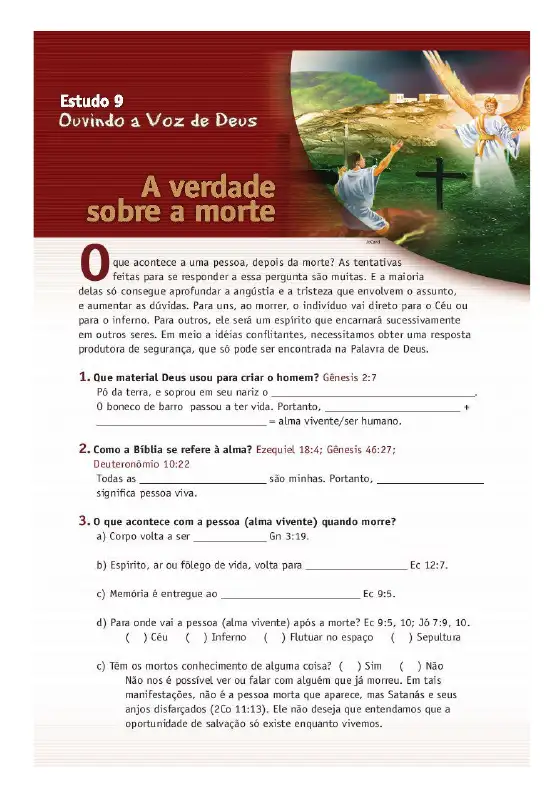 Estudo 9
Ouvindo a Voz de Deus
A verdade
sobre a morte
O que acontece a uma pessoa, depois da morte? As tentativas
feitas para se responder a essa pergunta são muitas. E a maioria
delas só consegue aprofundar a angústia e a tristeza que envolvem o assunto,
e aumentar as dúvidas. Para uns, ao morrer, o indivíduo vai direto para o Céu ou
para o inferno. Para outros, ele será um espírito que encarnará sucessivamente
em outros seres. Em meio a idéias conflitantes, necessitamos obter uma resposta
produtora de segurança, que só pode ser encontrada na Palavra de Deus.
1. Que material Deus usou para criar o homem? Gênesis 2:7
Pó da terra, e soprou em seu nariz o ____________________.
O boneco de barro passou a ter vida. Portanto, ____________________ +
____________________ = alma vivente/ser humano.
2. Como a Bíblia se refere à alma? Ezequiel 18:4; Gênesis 46:27;
Deuteronômio 10:22
Todas as ____________________ são minhas. Portanto, ____________________
significa pessoa viva.
3. O que acontece com a pessoa (alma vivente) quando morre?
a) Corpo volta a ser ____________ Gn 3:19.
b) Espírito, ar ou fôlego de vida, volta para ________________ Ec 12:7.
c) Memória é entregue ao ____________________ Ec 9:5.
d) Para onde vai a pessoa (alma vivente) após a morte? Ec 9:5, 10; Jó 7:9, 10.
( ) Céu ( ) Inferno ( ) Flutuar no espaço ( ) Sepultura
c) Têm os mortos conhecimento de alguma coisa? ( ) Sim ( ) Não
Não nos é possível ver ou falar com alguém que já morreu. Em tais
manifestações, não é a pessoa morta que aparece, mas Satanás e seus
anjos disfarçados (2Co 11:13). Ele não deseja que entendamos que a
oportunidade de salvação só existe enquanto vivemos.